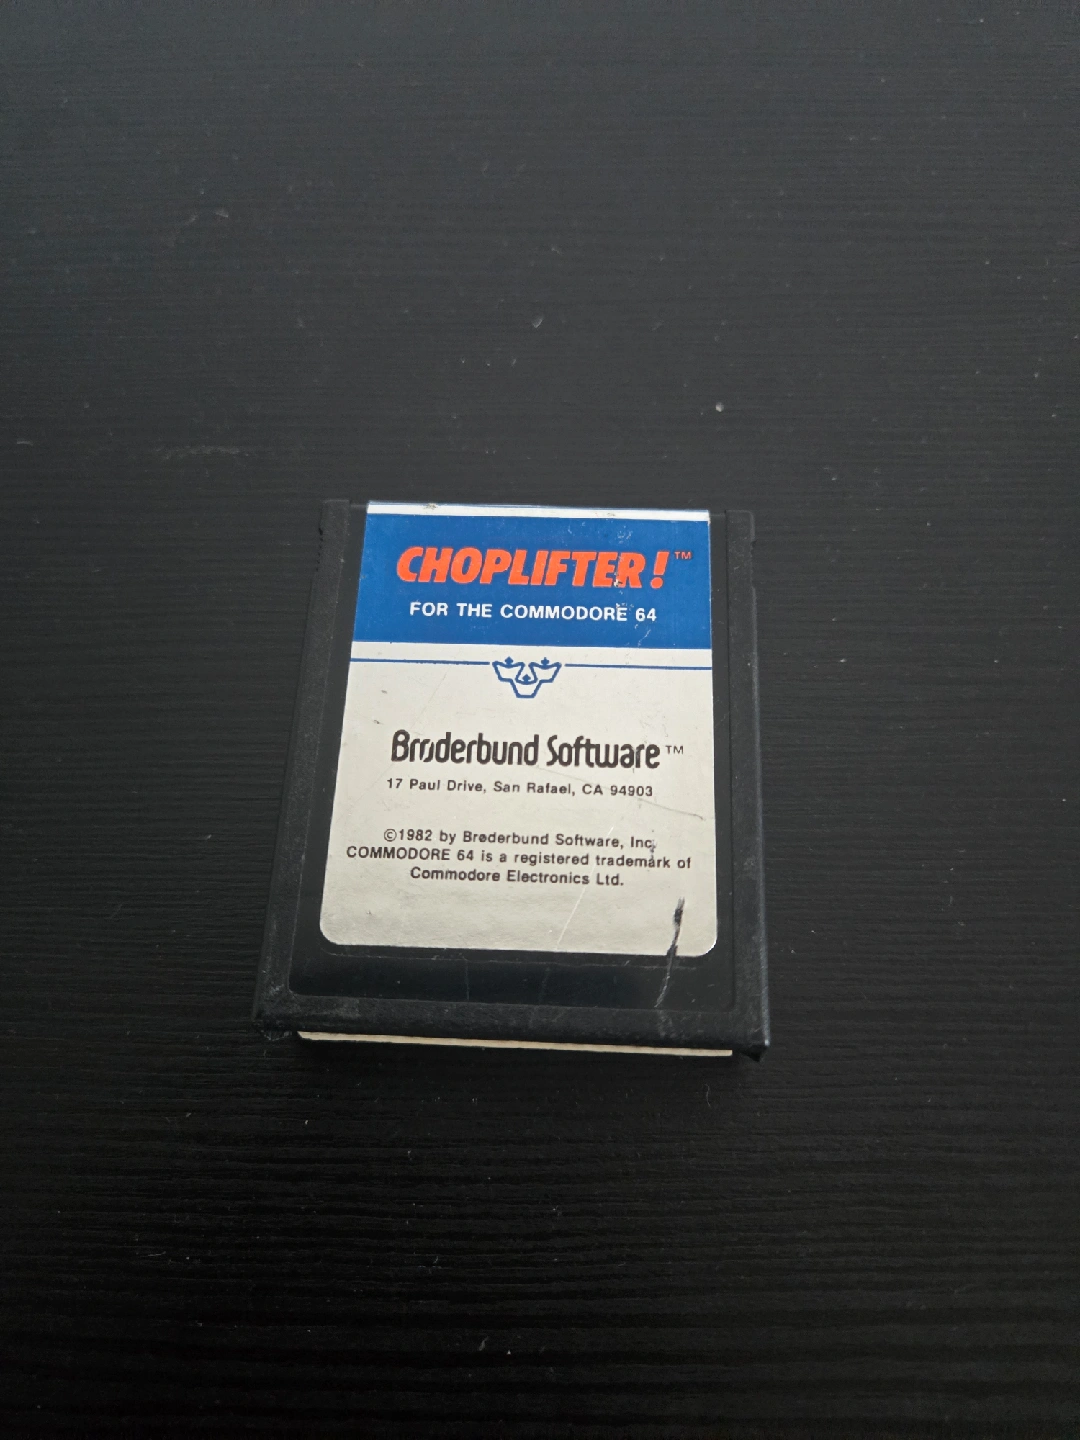 CHOPLIFTER!™
FOR THE COMMODORE 64
Brøderbund Software™
17 Paul Drive, San Rafael, CA 94903
©1982 by Brøderbund Software, Inc.
COMMODORE 64 is a registered trademark of
Commodore Electronics Ltd.